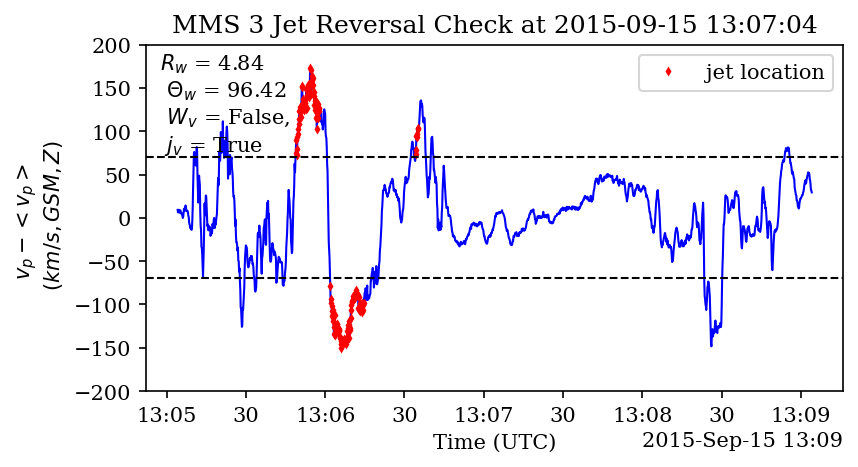 MMS 3 Jet Reversal Check at 2015-09-15 13:07:04
v_p − <v_p>
(km/s, GSM, Z)
200
150
100
50
0
−50
−100
−150
−200
R_w = 4.84
Θ_w = 96.42
W_v = False,
j_v = True
jet location
13:05 30 13:06 30 13:07 30 13:08 30 13:09
Time (UTC)
2015-Sep-15 13:09